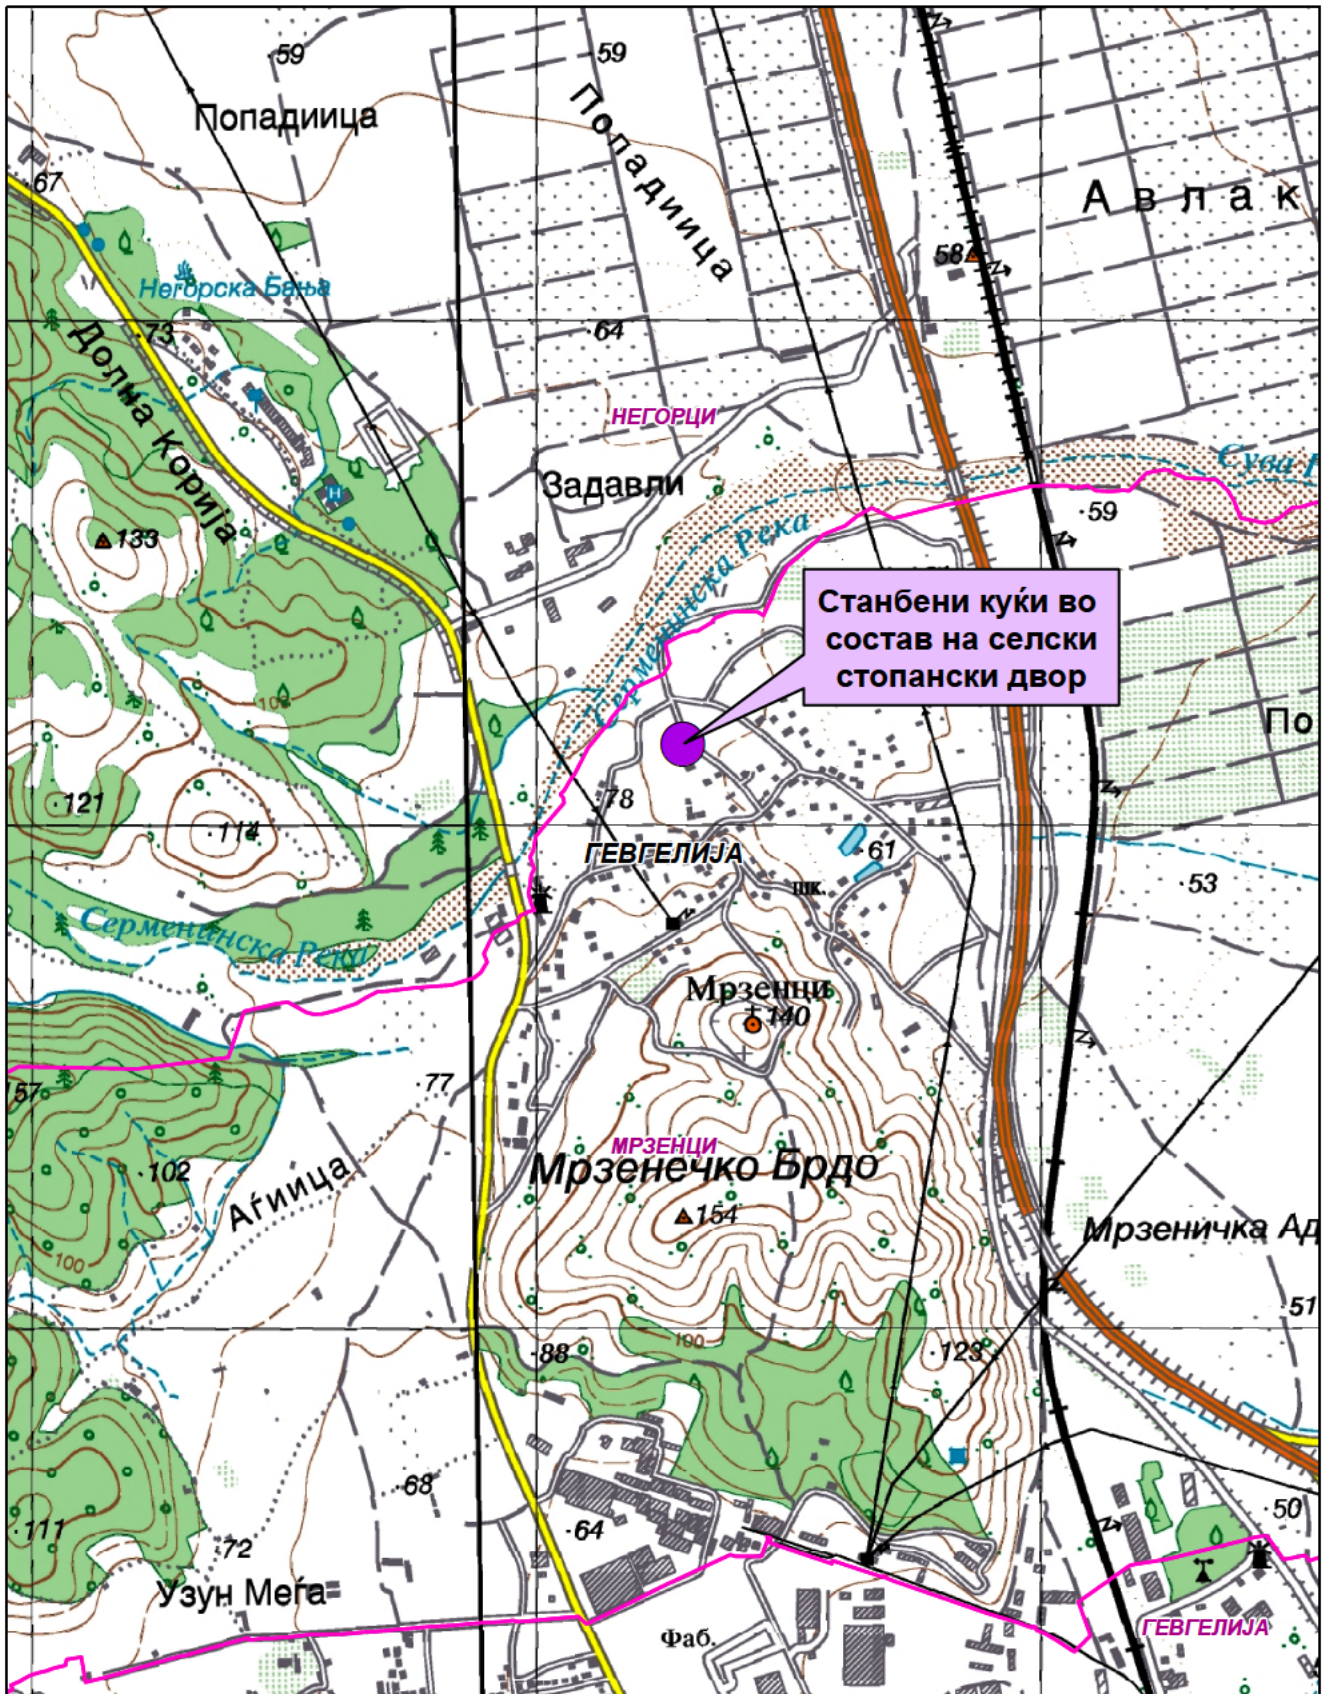 59
59
Попадиица
Попадиица
67
Авлак
58
Негорска Бања
73
64
Долна Корија
НЕГОРЦИ
Задавли
Сува
Н
59
133
Серменинска Река
Станбени куќи во
состав на селски
стопански двор
100
По
121
78
114
ГЕВГЕЛИЈА
61
53
шк.
Серменинска Река
Мрзенци
140
77
57
МРЗЕНЦИ
Мрзенечко Брдо
102
Аѓиица
154
Мрзеничка Ад
100
51
100
88
123
68
64
50
111
72
Узун Меѓа
ГЕВГЕЛИЈА
Фаб.